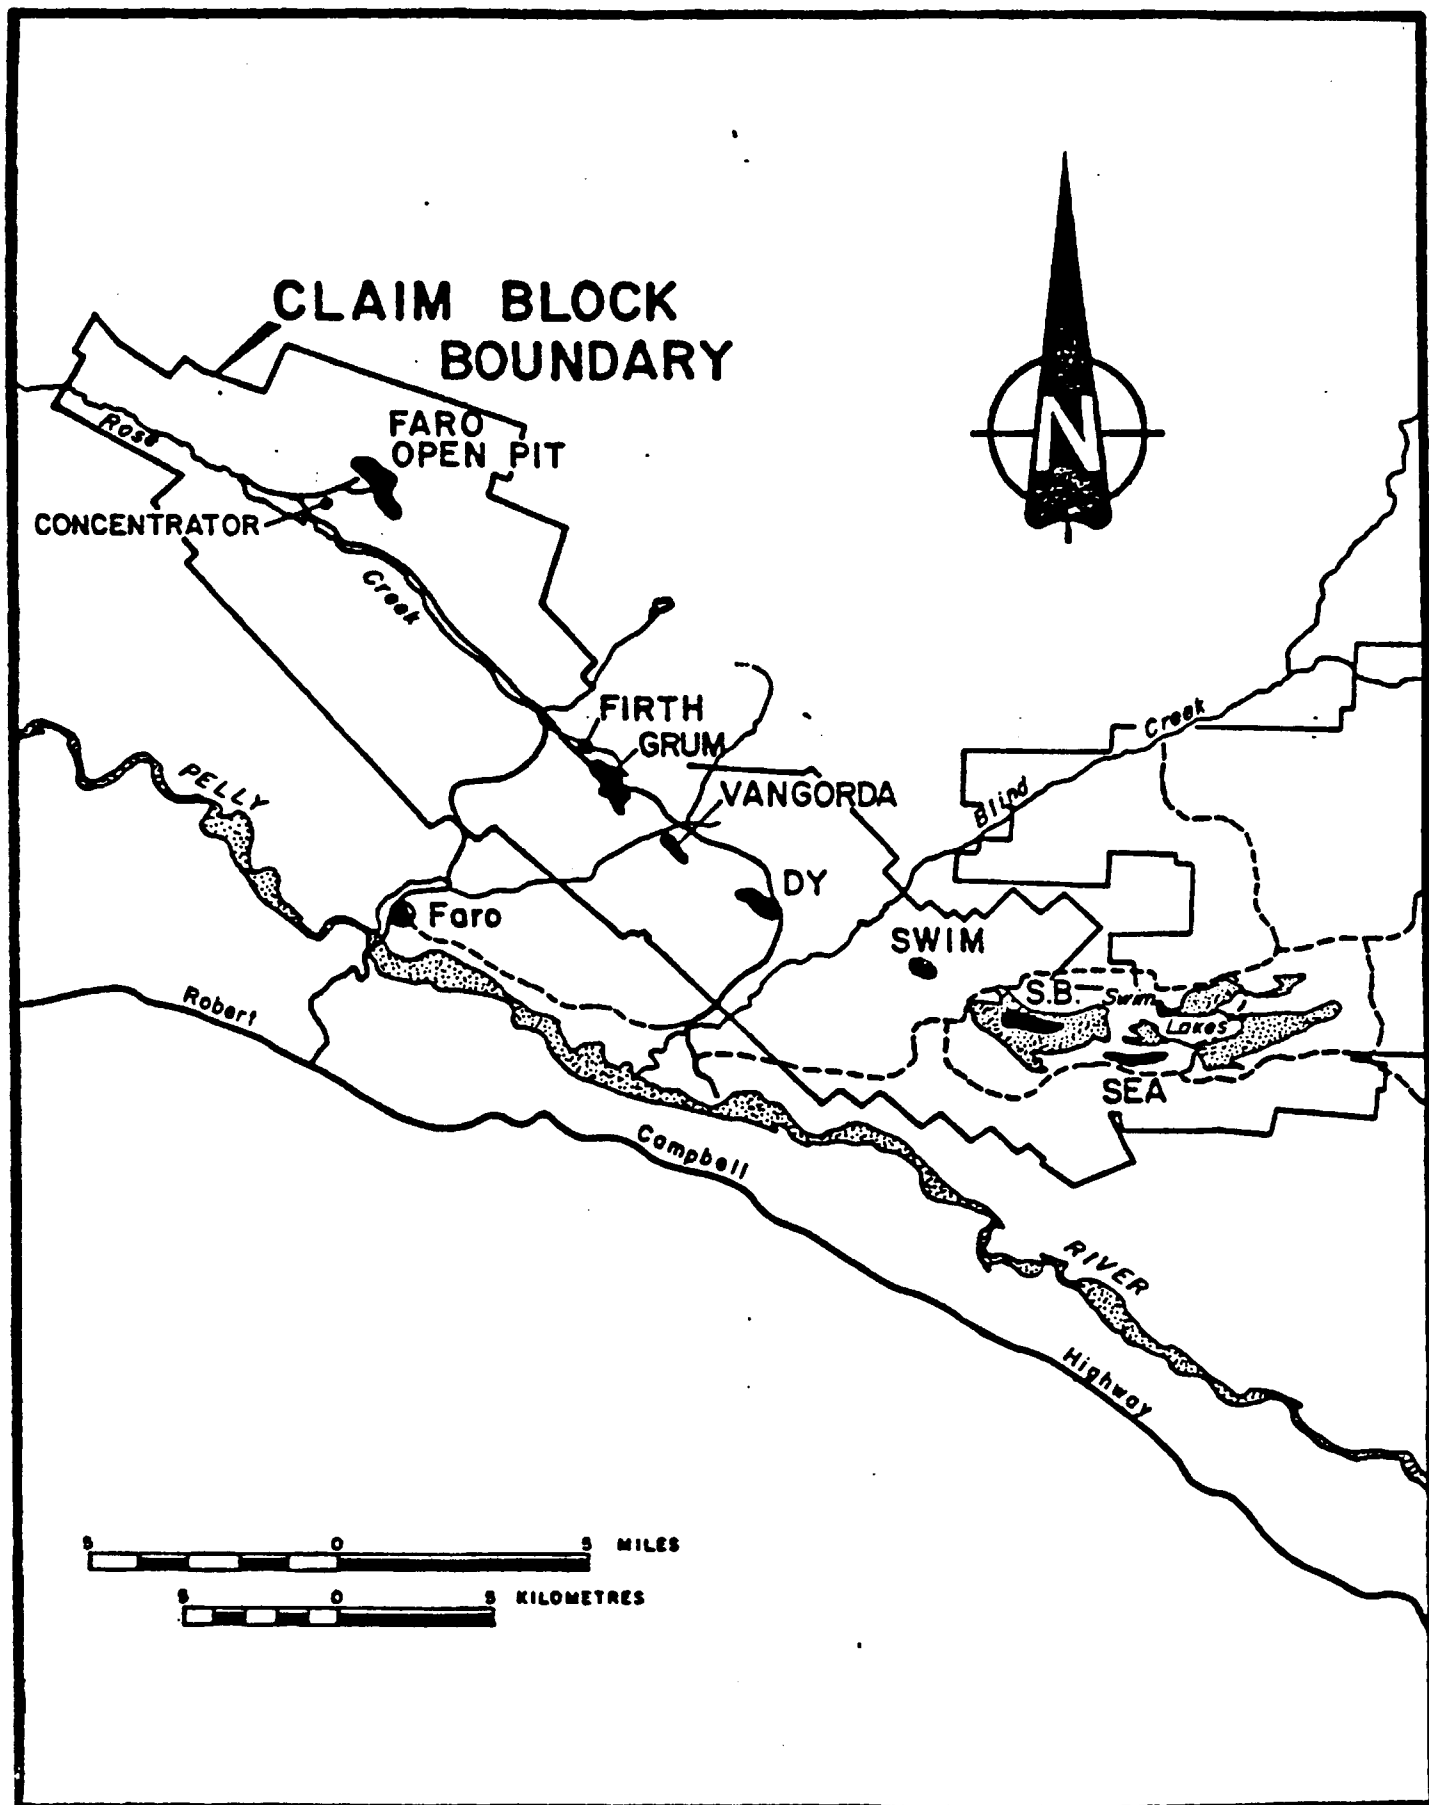 CLAIM BLOCK
BOUNDARY
FARO
OPEN PIT
Rose
CONCENTRATOR
Creek
N
FIRTH
GRUM
VANGORDA
Creek
Blind
PELLY
DY
Faro
SWIM
S.B.
Swim
Lakes
SEA
Robert
Campbell
RIVER
Highway
5 0 5 MILES
5 0 5 KILOMETRES